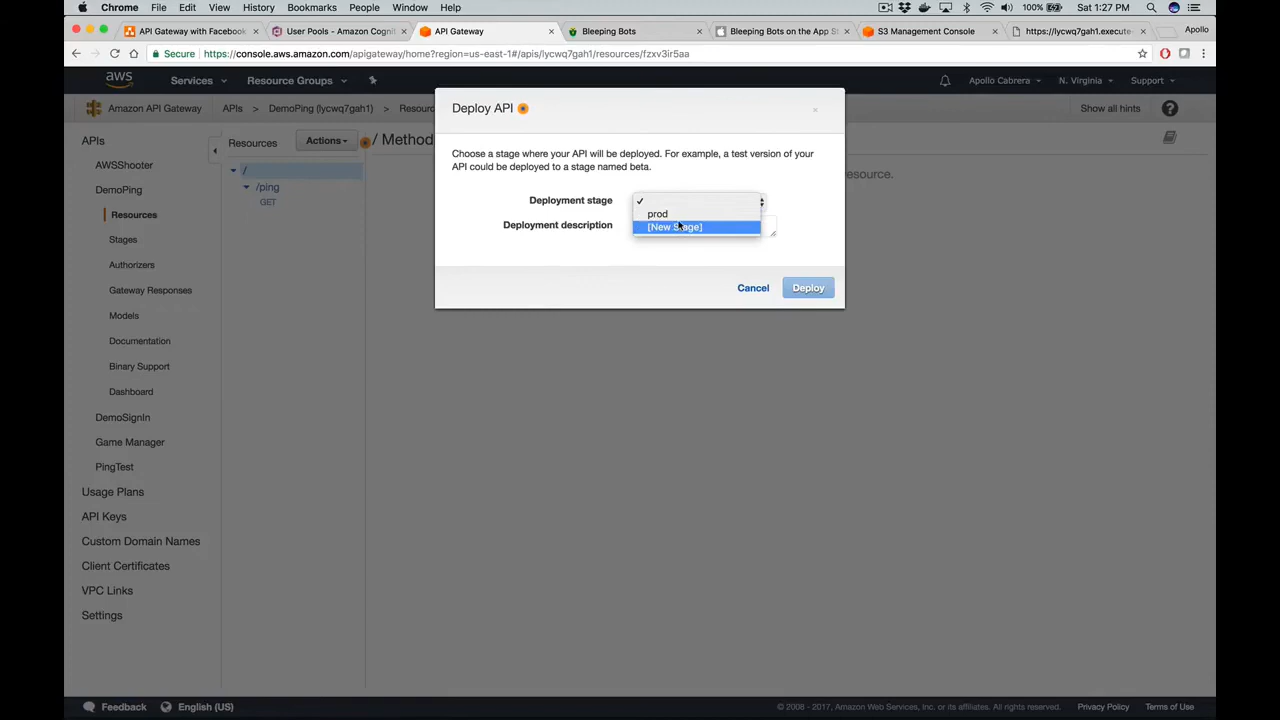 Chrome File Edit View History Bookmarks People Window Help 100% Sat 1:27 PM
API Gateway with Facebook × User Pools - Amazon Cogni × API Gateway × Bleeping Bots × Bleeping Bots on the App St × S3 Management Console × https://lycwq7gah1.execute- × Apollo
Secure https://console.aws.amazon.com/apigateway/home?region=us-east-1#/apis/lycwq7gah1/resources/fzxv3ir5aa
aws Services Resource Groups Apollo Cabrera N. Virginia Support
Amazon API Gateway APIs > DemoPing (lycwq7gah1) > Resourc Show all hints ?
Deploy API ×
APIs
AWSShooter
DemoPing
Resources
Stages
Authorizers
Gateway Responses
Models
Documentation
Binary Support
Dashboard
DemoSignIn
Game Manager
PingTest
Usage Plans
API Keys
Custom Domain Names
Client Certificates
VPC Links
Settings
Resources Actions / Method
/
/ping
GET
esource.
Choose a stage where your API will be deployed. For example, a test version of your
API could be deployed to a stage named beta.
Deployment stage ✓
prod
[New Stage]
Deployment description
Cancel Deploy
Feedback English (US) © 2008 - 2017, Amazon Web Services, Inc. or its affiliates. All rights reserved. Privacy Policy Terms of Use